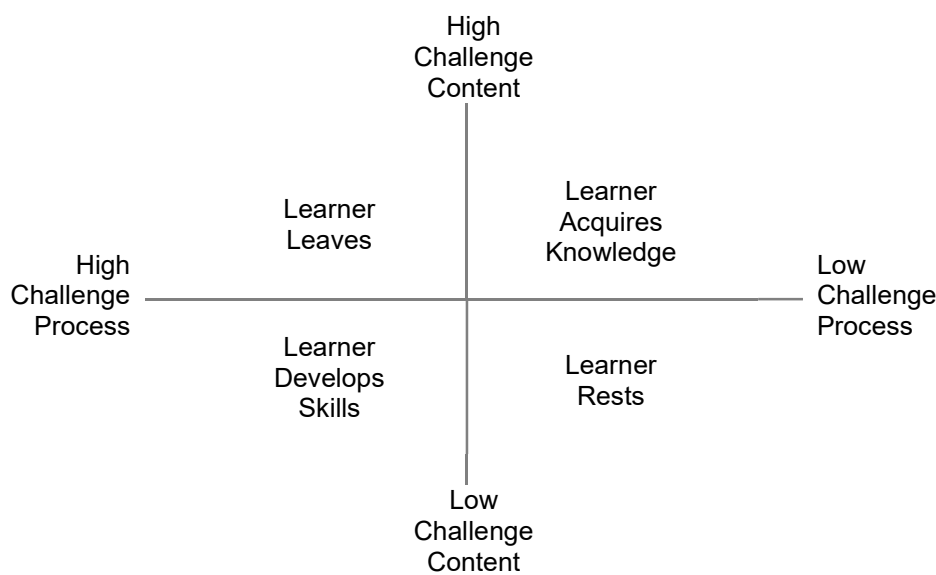 High
Challenge
Content
Learner
Leaves
Learner
Acquires
Knowledge
High
Challenge
Process
Low
Challenge
Process
Learner
Develops
Skills
Learner
Rests
Low
Challenge
Content